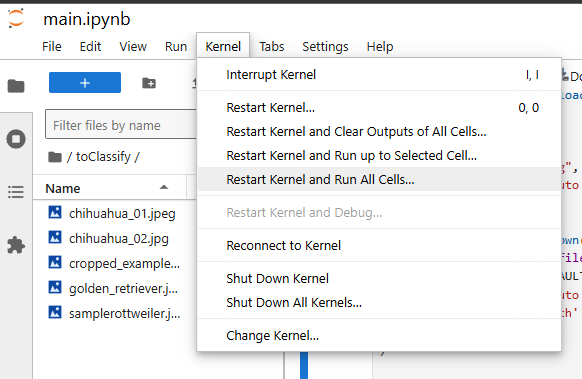 main.ipynb
File Edit View Run Kernel Tabs Settings Help
Interrupt Kernel I, I
Restart Kernel... 0, 0
Restart Kernel and Clear Outputs of All Cells...
Restart Kernel and Run up to Selected Cell...
Restart Kernel and Run All Cells...
Restart Kernel and Debug...
Reconnect to Kernel
Shut Down Kernel
Shut Down All Kernels...
Change Kernel...
Filter files by name
/ toClassify /
Name
chihuahua_01.jpeg
chihuahua_02.jpg
cropped_example...
golden_retriever.j...
samplerottweiler.j...